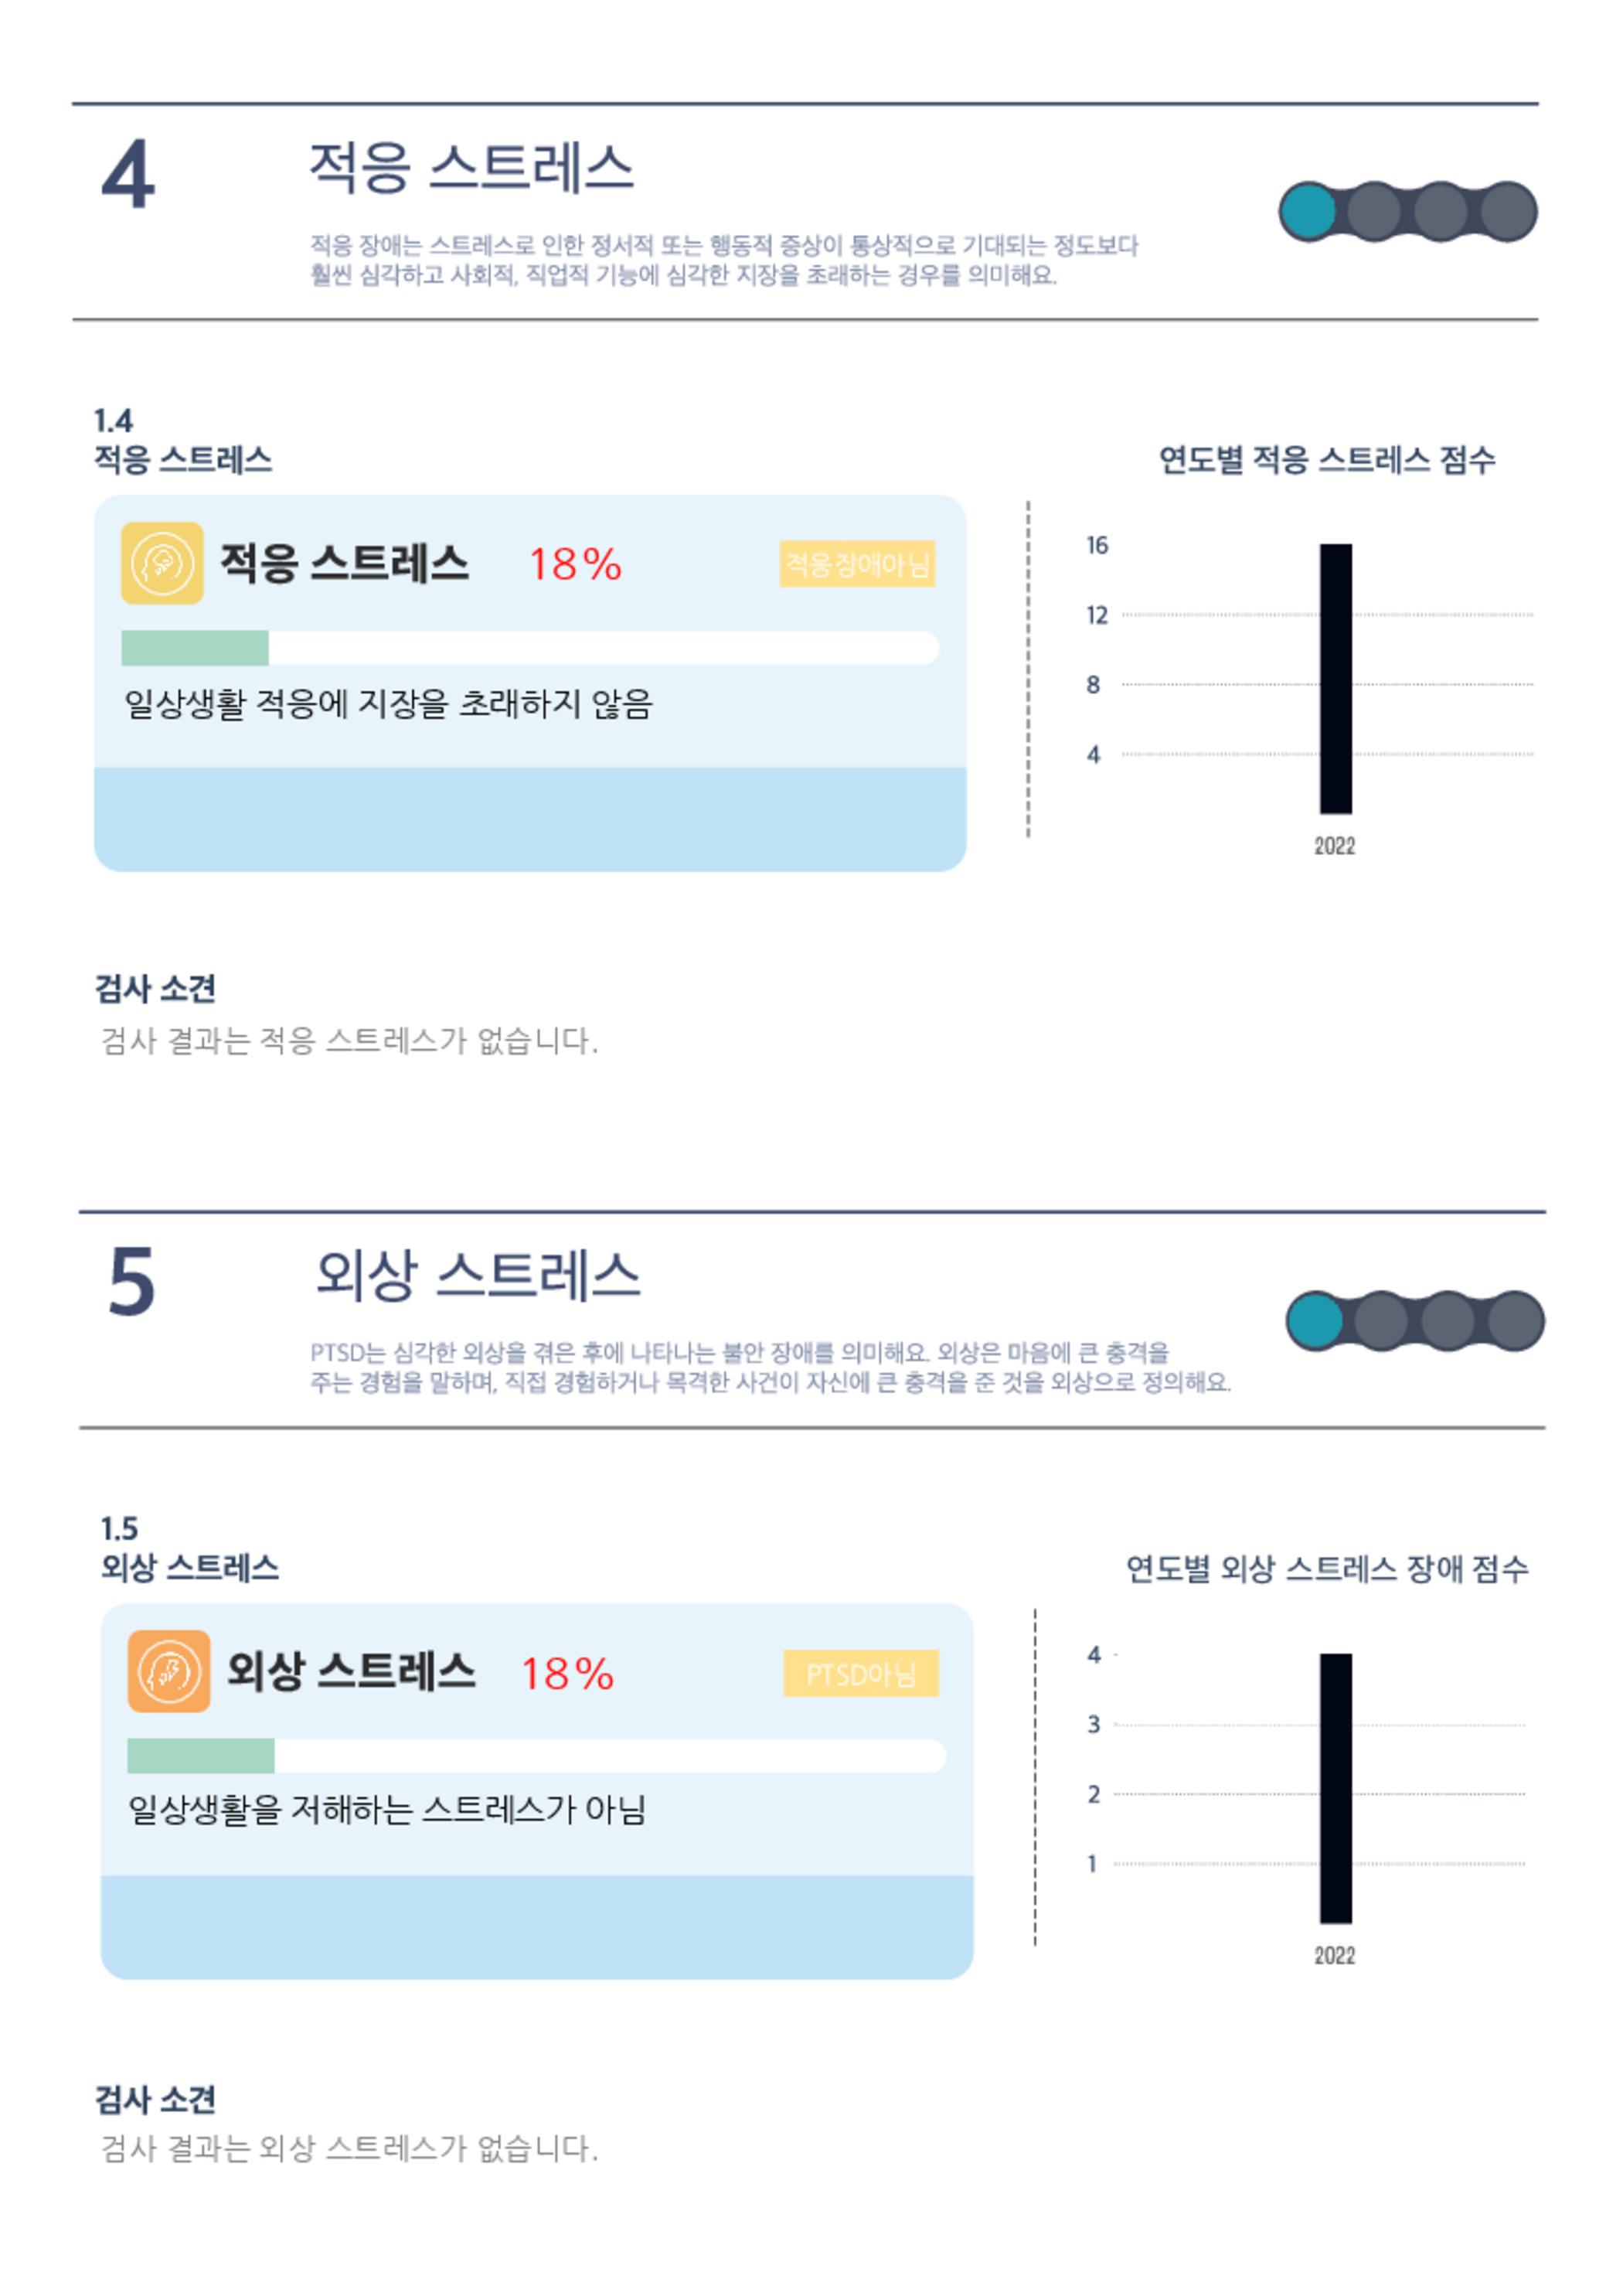 4
적응 스트레스
적응 장애는 스트레스로 인한 정서적 또는 행동적 증상이 통상적으로 기대되는 정도보다
훨씬 심각하고 사회적, 직업적 기능에 심각한 지장을 초래하는 경우를 의미해요.
1.4
적응 스트레스
적응 스트레스 18% 적응장애아님
일상생활 적응에 지장을 초래하지 않음
연도별 적응 스트레스 점수
16
12
8
4
2022
검사 소견
검사 결과는 적응 스트레스가 없습니다.
5
외상 스트레스
PTSD는 심각한 외상을 겪은 후에 나타나는 불안 장애를 의미해요. 외상은 마음에 큰 충격을
주는 경험을 말하며, 직접 경험하거나 목격한 사건이 자신에 큰 충격을 준 것을 외상으로 정의해요.
1.5
외상 스트레스
외상 스트레스 18% PTSD아님
일상생활을 저해하는 스트레스가 아님
연도별 외상 스트레스 장애 점수
4
3
2
1
2022
검사 소견
검사 결과는 외상 스트레스가 없습니다.